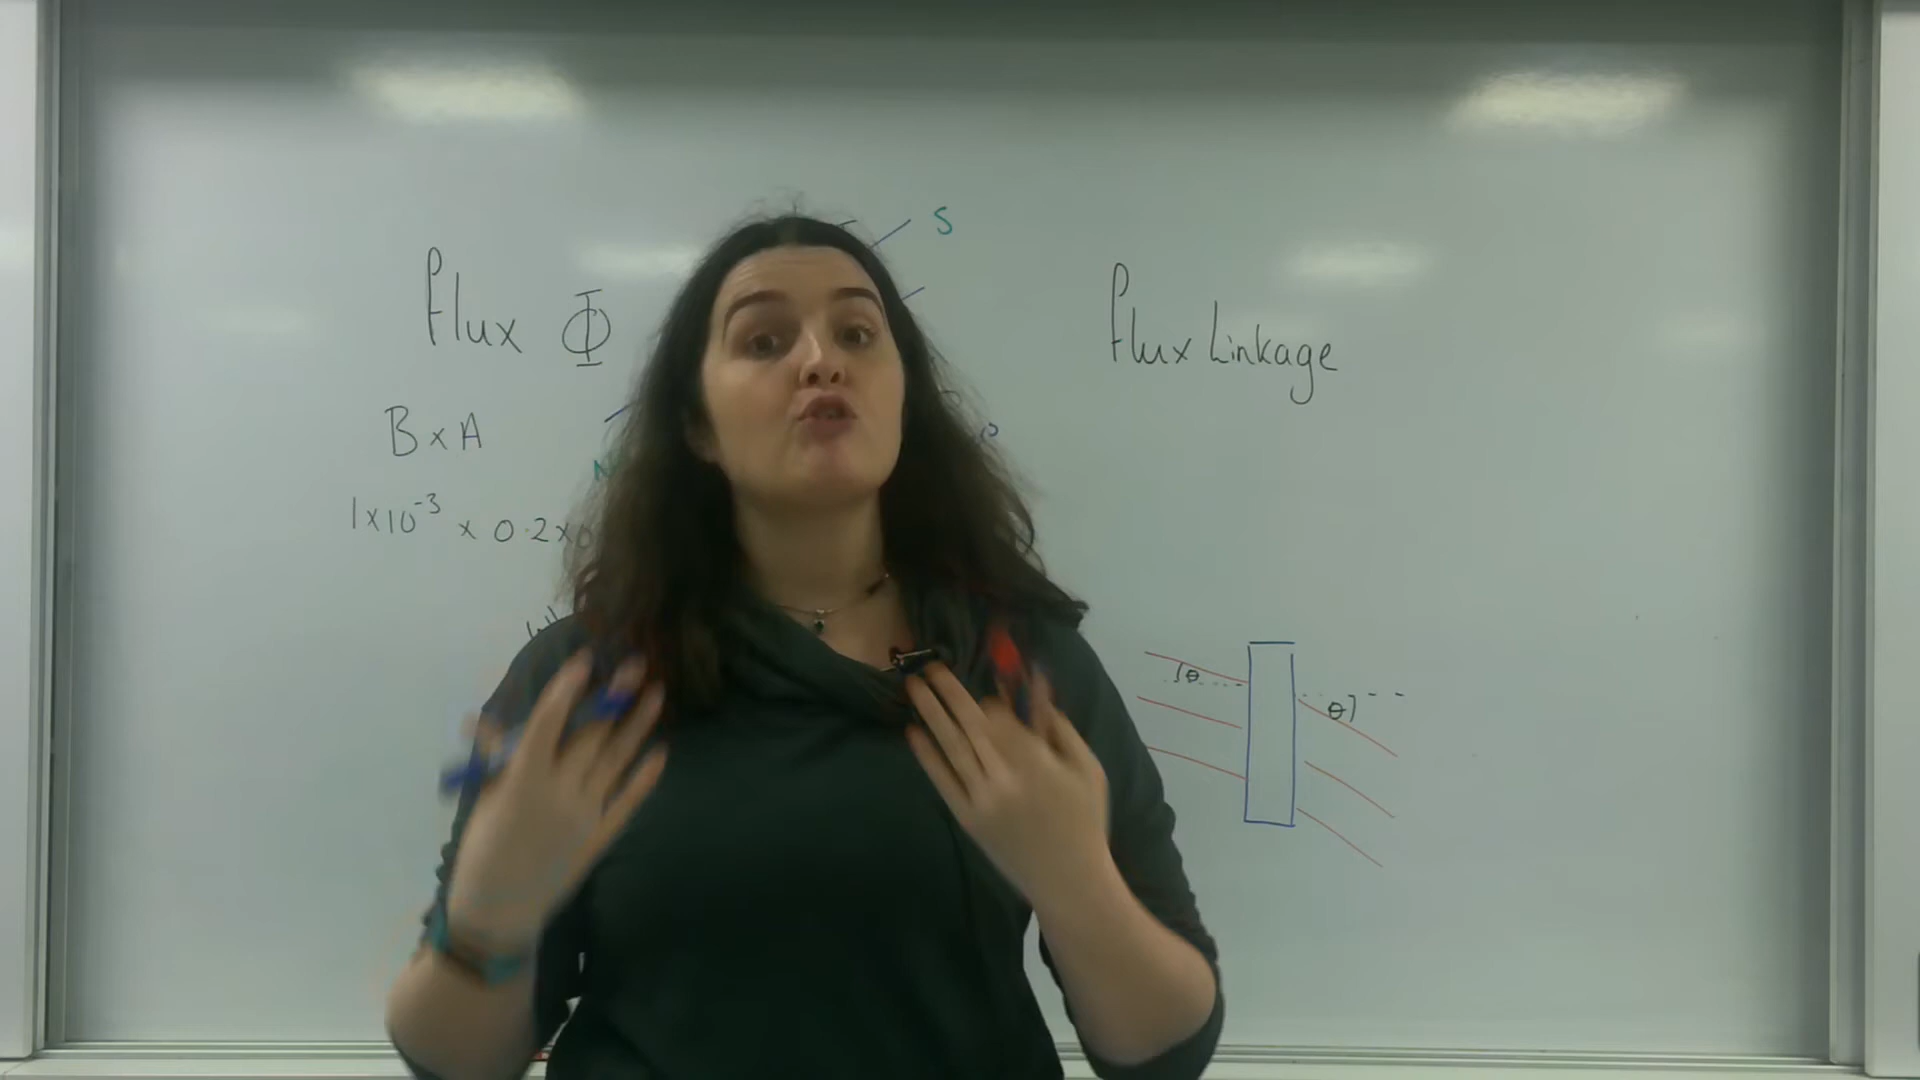 S
Flux Φ
Flux Linkage
B x A
N
1x10⁻³ x 0.2x0
θ
θ